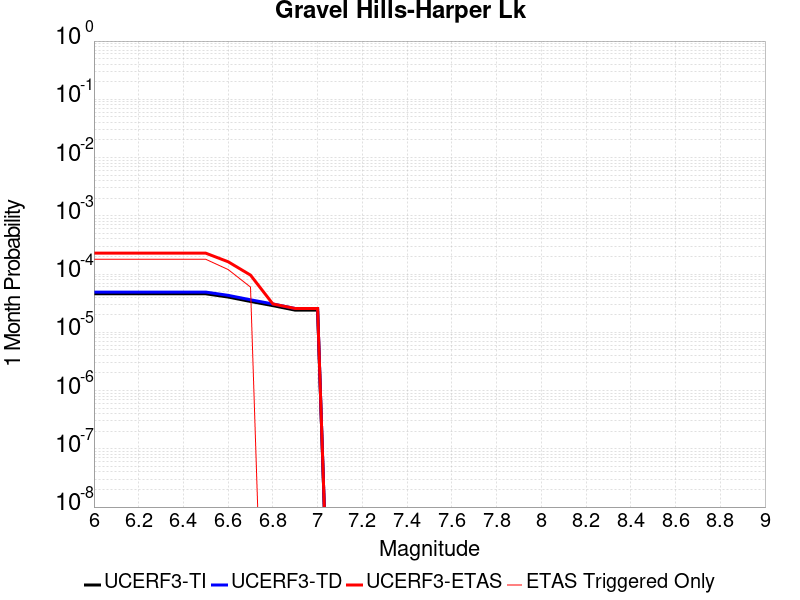 Gravel Hills-Harper Lk
10^0
10^-1
10^-2
10^-3
10^-4
10^-5
10^-6
10^-7
10^-8
1 Month Probability
6 6.2 6.4 6.6 6.8 7 7.2 7.4 7.6 7.8 8 8.2 8.4 8.6 8.8 9
Magnitude
UCERF3-TI UCERF3-TD UCERF3-ETAS ETAS Triggered Only